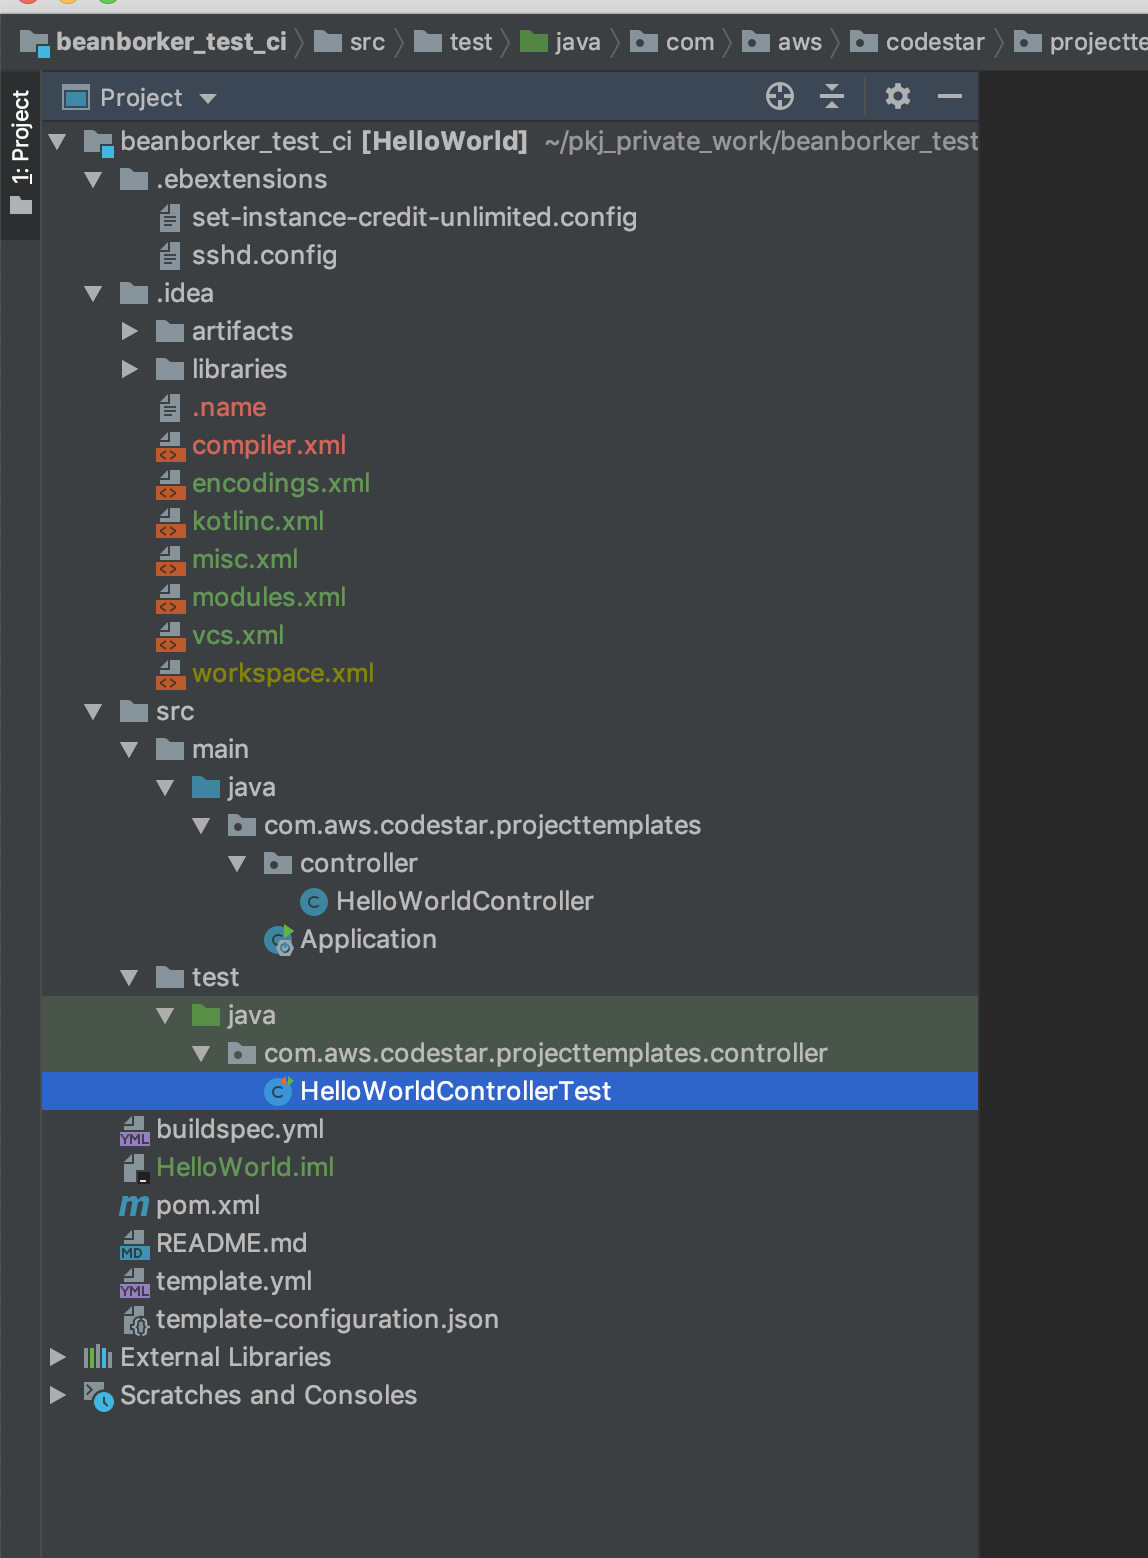 beanborker_test_ci src test java com aws codestar projectte
1: Project
Project
beanborker_test_ci [HelloWorld] ~/pkj_private_work/beanborker_test
.ebextensions
set-instance-credit-unlimited.config
sshd.config
.idea
artifacts
libraries
.name
compiler.xml
encodings.xml
kotlinc.xml
misc.xml
modules.xml
vcs.xml
workspace.xml
src
main
java
com.aws.codestar.projecttemplates
controller
HelloWorldController
Application
test
java
com.aws.codestar.projecttemplates.controller
HelloWorldControllerTest
buildspec.yml
HelloWorld.iml
pom.xml
README.md
template.yml
template-configuration.json
External Libraries
Scratches and Consoles